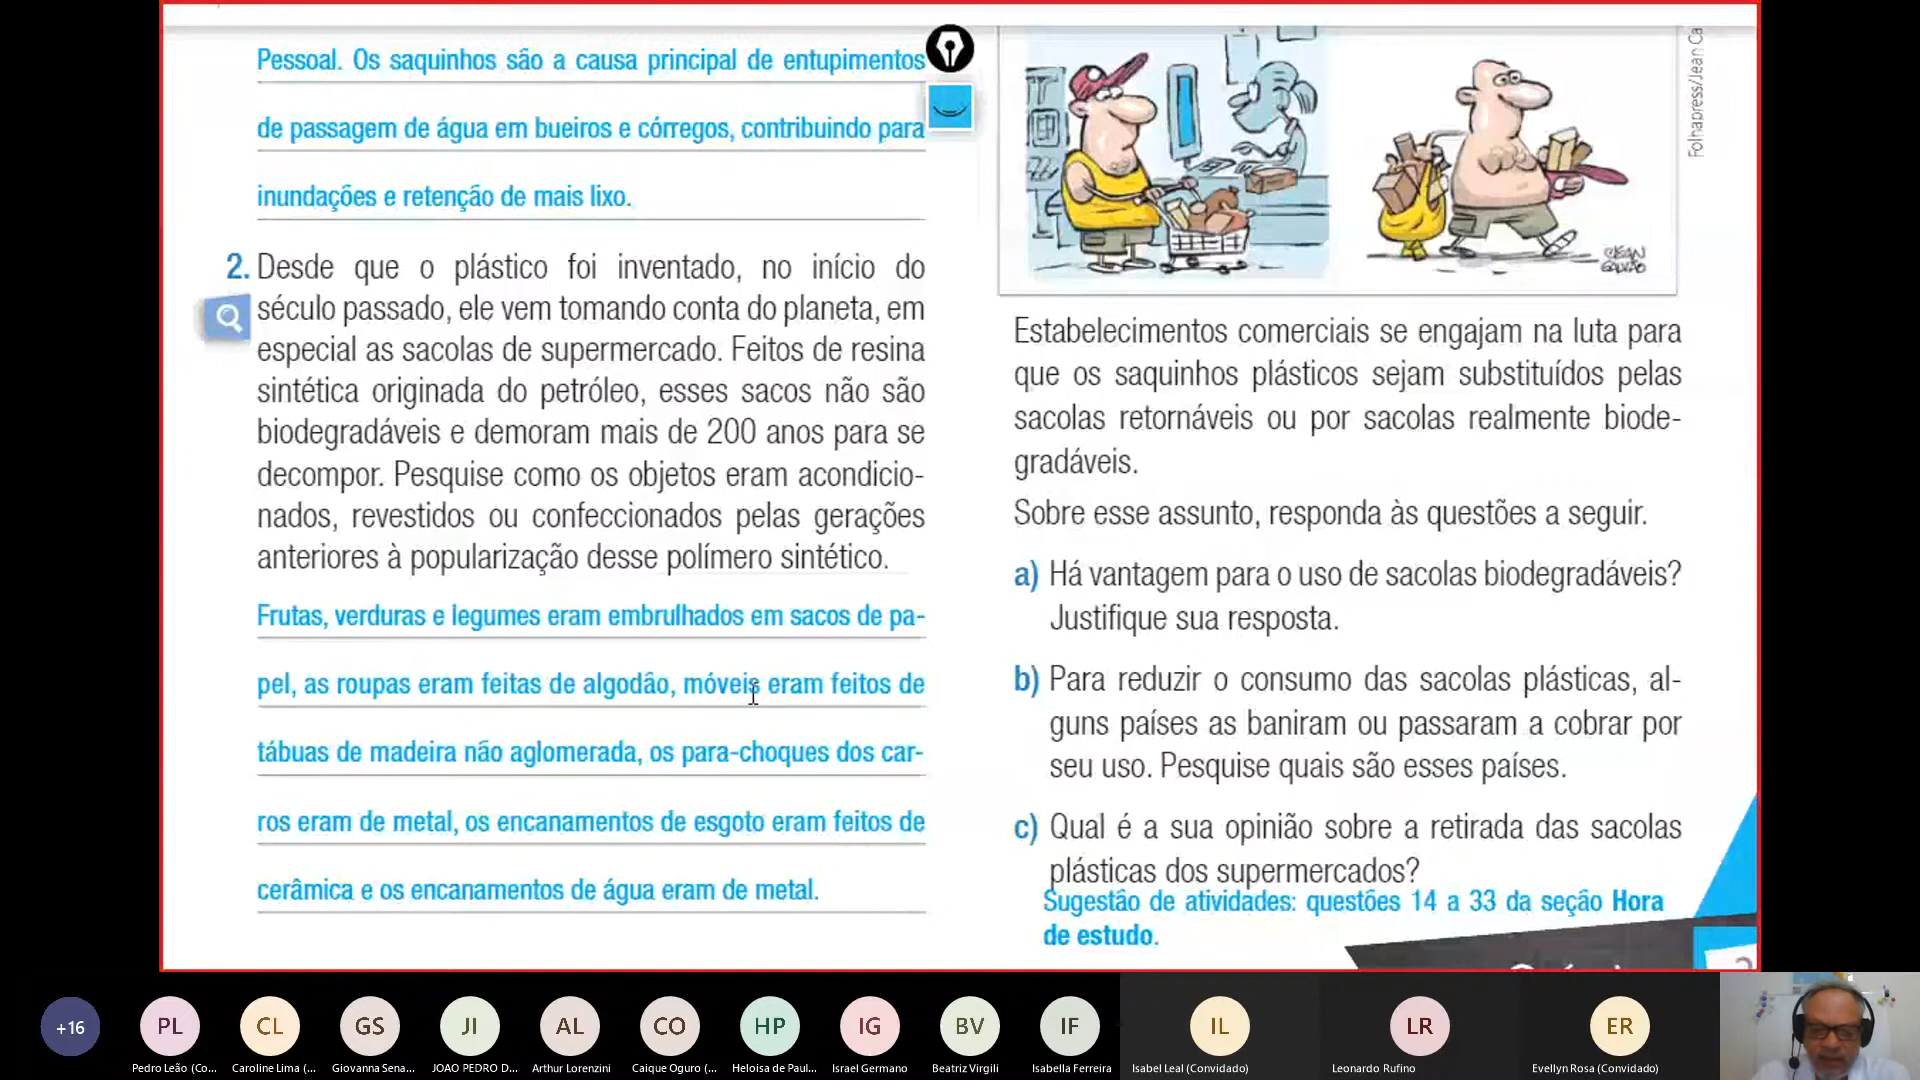 Pessoal. Os saquinhos são a causa principal de entupimentos
de passagem de água em bueiros e córregos, contribuindo para
inundações e retenção de mais lixo.
2. Desde que o plástico foi inventado, no início do
século passado, ele vem tomando conta do planeta, em
especial as sacolas de supermercado. Feitos de resina
sintética originada do petróleo, esses sacos não são
biodegradáveis e demoram mais de 200 anos para se
decompor. Pesquise como os objetos eram acondicio-
nados, revestidos ou confeccionados pelas gerações
anteriores à popularização desse polímero sintético.
Frutas, verduras e legumes eram embrulhados em sacos de pa-
pel, as roupas eram feitas de algodão, móveis eram feitos de
tábuas de madeira não aglomerada, os para-choques dos car-
ros eram de metal, os encanamentos de esgoto eram feitos de
cerâmica e os encanamentos de água eram de metal.
Folhapress/Jean Ca
Estabelecimentos comerciais se engajam na luta para
que os saquinhos plásticos sejam substituídos pelas
sacolas retornáveis ou por sacolas realmente biode-
gradáveis.
Sobre esse assunto, responda às questões a seguir.
a) Há vantagem para o uso de sacolas biodegradáveis?
Justifique sua resposta.
b) Para reduzir o consumo das sacolas plásticas, al-
guns países as baniram ou passaram a cobrar por
seu uso. Pesquise quais são esses países.
c) Qual é a sua opinião sobre a retirada das sacolas
plásticas dos supermercados?
Sugestão de atividades: questões 14 a 33 da seção Hora
de estudo.
+16
PL
CL
GS
JI
AL
CO
HP
IG
BV
IF
IL
LR
ER
Pedro Leão (Co...
Caroline Lima (...
Giovanna Sena...
JOAO PEDRO D...
Arthur Lorenzini
Caique Oguro (...
Heloisa de Paul...
Israel Germano
Beatriz Virgili
Isabella Ferreira
Isabel Leal (Convidado)
Leonardo Rufino
Evellyn Rosa (Convidado)